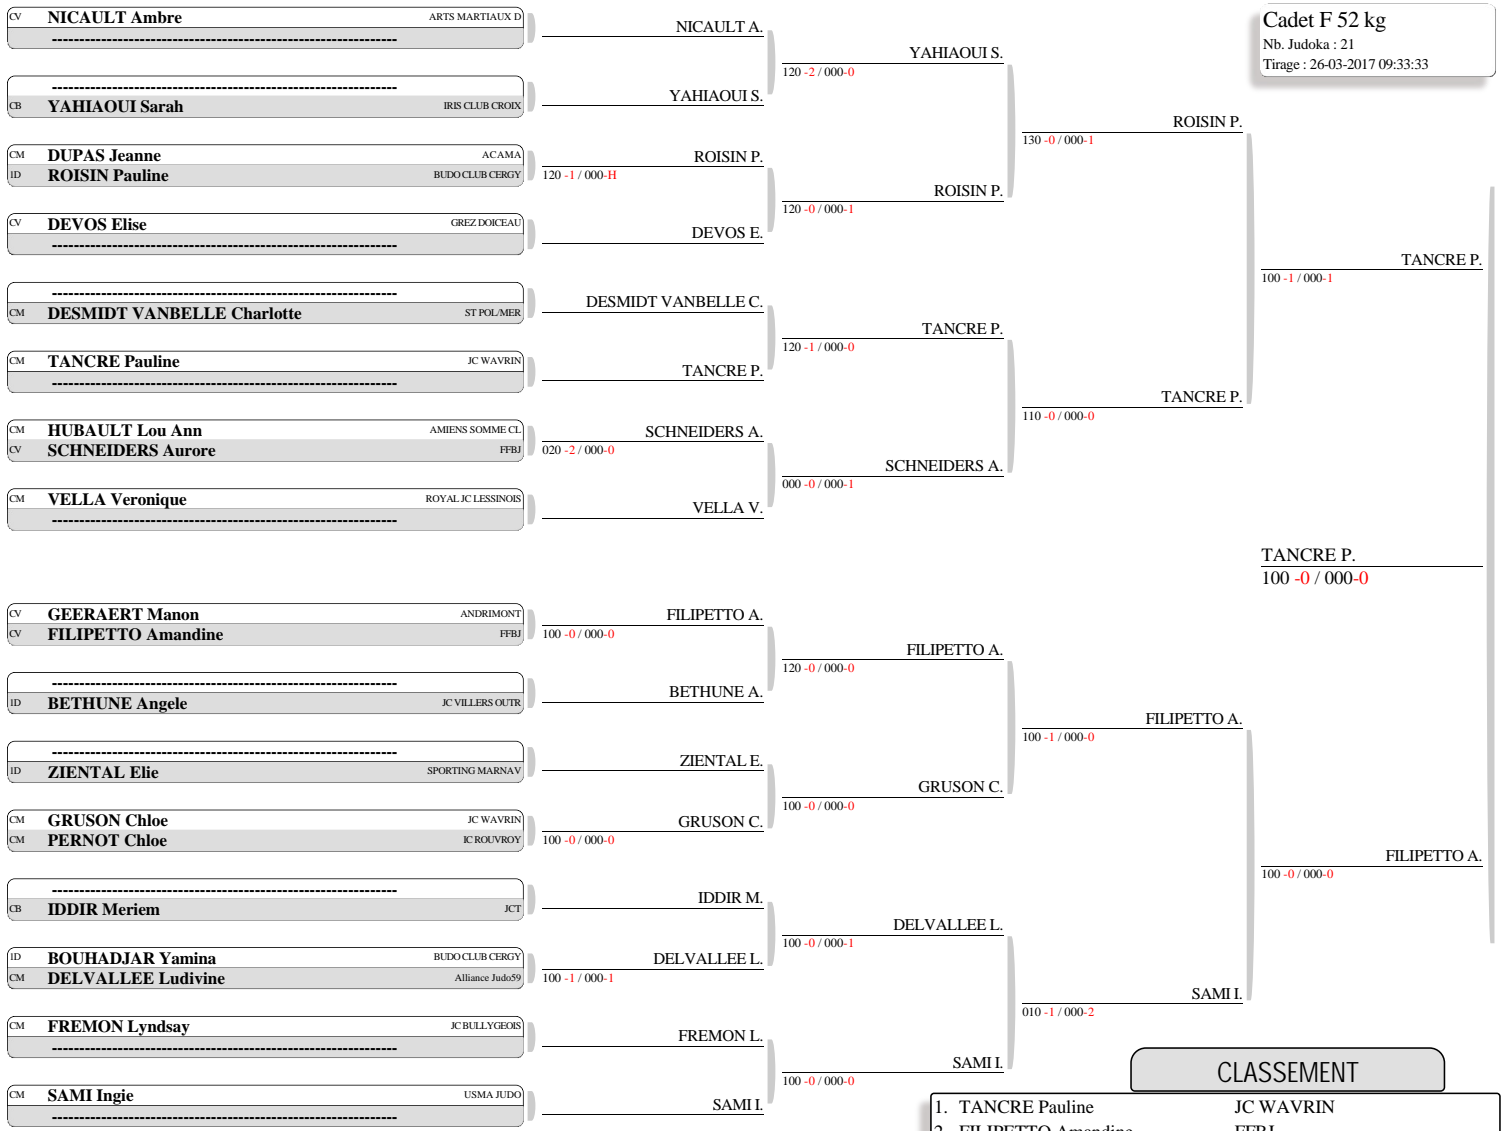 Cadet F 52 kg
Nb. Judoka : 21
Tirage : 26-03-2017 09:33:33
CV NICAULT Ambre ARTS MARTIAUX D
----------------------------------------------------------------
----------------------------------------------------------------
CB YAHIAOUI Sarah IRIS CLUB CROIX
CM DUPAS Jeanne ACAMA
1D ROISIN Pauline BUDO CLUB CERGY
CV DEVOS Elise GREZ DOICEAU
----------------------------------------------------------------
----------------------------------------------------------------
CM DESMIDT VANBELLE Charlotte ST POL/MER
CM TANCRE Pauline JC WAVRIN
----------------------------------------------------------------
CM HUBAULT Lou Ann AMIENS SOMME CL
CV SCHNEIDERS Aurore FFBJ
CM VELLA Veronique ROYAL JC LESSINOIS
----------------------------------------------------------------
CV GEERAERT Manon ANDRIMONT
CV FILIPETTO Amandine FFBJ
----------------------------------------------------------------
1D BETHUNE Angele JC VILLERS OUTR
----------------------------------------------------------------
1D ZIENTAL Elie SPORTING MARNAV
CM GRUSON Chloe JC WAVRIN
CM PERNOT Chloe JC ROUVROY
----------------------------------------------------------------
CB IDDIR Meriem JCT
1D BOUHADJAR Yamina BUDO CLUB CERGY
CM DELVALLEE Ludivine Alliance Judo59
CM FREMON Lyndsay JC BULLYGEOIS
----------------------------------------------------------------
CM SAMI Ingie USMA JUDO
----------------------------------------------------------------
NICAULT A.
YAHIAOUI S.
ROISIN P.
120 -1 / 000-H
DEVOS E.
DESMIDT VANBELLE C.
TANCRE P.
SCHNEIDERS A.
020 -2 / 000-0
VELLA V.
FILIPETTO A.
100 -0 / 000-0
BETHUNE A.
ZIENTAL E.
GRUSON C.
100 -0 / 000-0
IDDIR M.
DELVALLEE L.
100 -1 / 000-1
FREMON L.
SAMI I.
YAHIAOUI S.
120 -2 / 000-0
ROISIN P.
120 -0 / 000-1
TANCRE P.
120 -1 / 000-0
SCHNEIDERS A.
000 -0 / 000-1
FILIPETTO A.
120 -0 / 000-0
GRUSON C.
100 -0 / 000-0
DELVALLEE L.
100 -0 / 000-1
SAMI I.
100 -0 / 000-0
ROISIN P.
130 -0 / 000-1
TANCRE P.
110 -0 / 000-0
FILIPETTO A.
100 -1 / 000-0
SAMI I.
010 -1 / 000-2
TANCRE P.
100 -1 / 000-1
FILIPETTO A.
100 -0 / 000-0
TANCRE P.
100 -0 / 000-0
CLASSEMENT
1. TANCRE Pauline JC WAVRIN
2. FILIPETTO Amandine FFBJ